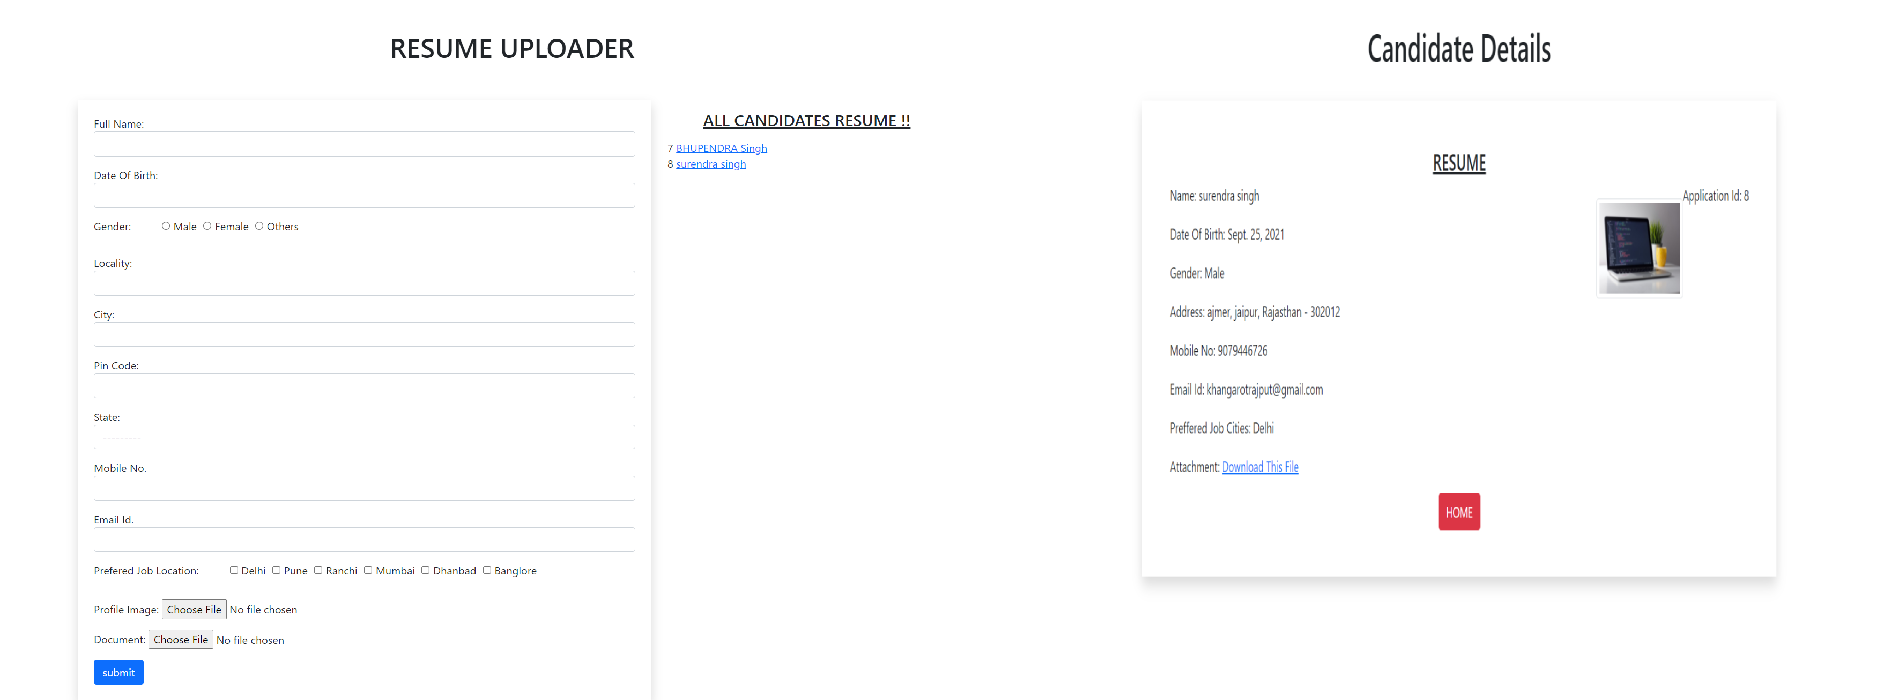 RESUME UPLOADER
Full Name:
Date Of Birth:
Gender: Male Female Others
Locality:
City:
Pin Code:
State:
---------
Mobile No.
Email Id.
Prefered Job Location: Delhi Pune Ranchi Mumbai Dhanbad Banglore
Profile Image: Choose File No file chosen
Document: Choose File No file chosen
submit
ALL CANDIDATES RESUME !!
7 BHUPENDRA Singh
8 surendra singh
Candidate Details
RESUME
Name: surendra singh
Application Id: 8
Date Of Birth: Sept. 25, 2021
Gender: Male
Address: ajmer, jaipur, Rajasthan - 302012
Mobile No: 9079446726
Email Id: khangarotrajput@gmail.com
Preffered Job Cities: Delhi
Attachment: Download This File
HOME